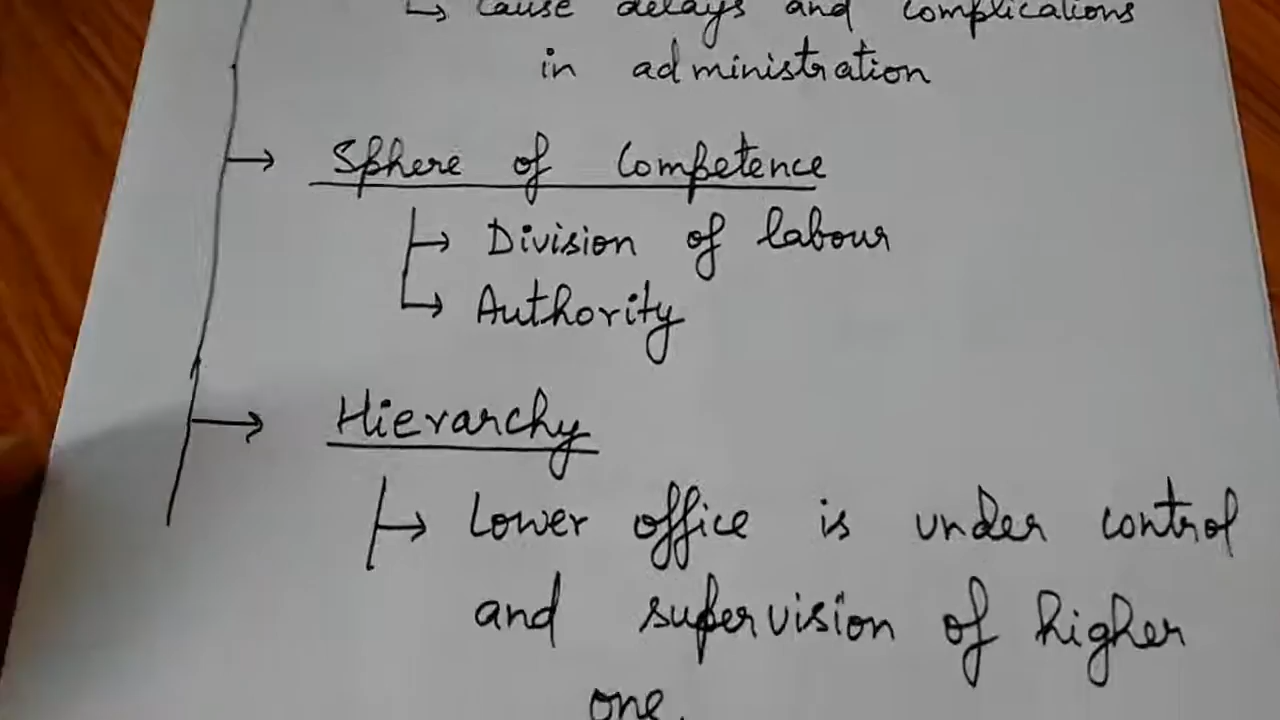 ↳ cause delays and complications
in administration
→ Sphere of Competence
→ Division of labour
↳ Authority
→ Hierarchy
→ Lower office is under control
and supervision of higher
one.